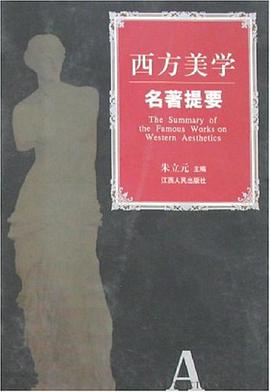 西方美学
名著提要
The Summary of
the Famous Works on
Western Aesthetics
朱立元 主编
江西人民出版社
A